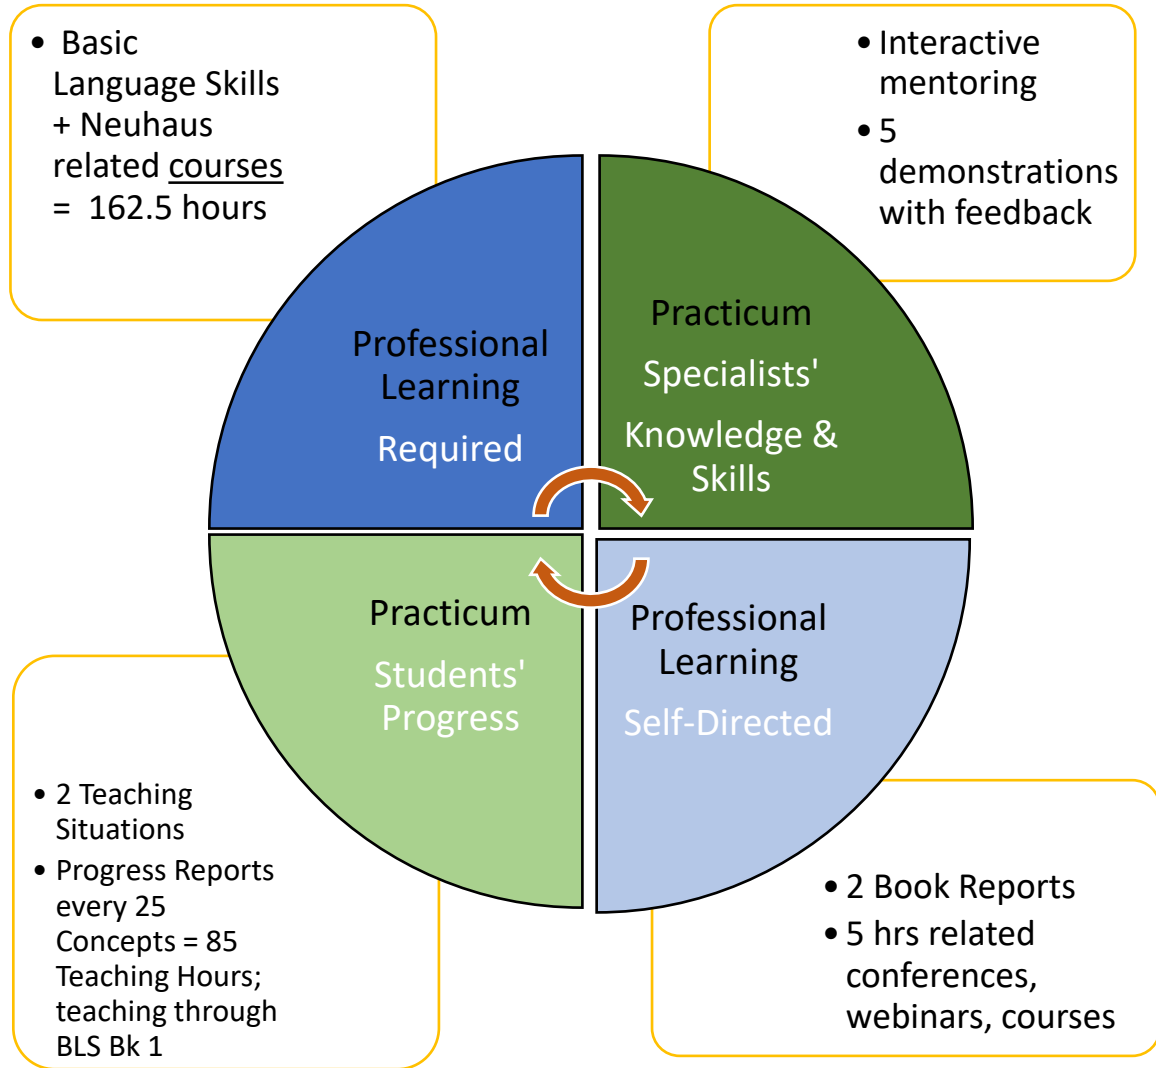 • Basic
Language Skills
+ Neuhaus
related courses
= 162.5 hours
• Interactive
mentoring
• 5
demonstrations
with feedback
Professional
Learning
Required
Practicum
Specialists'
Knowledge &
Skills
Practicum
Students'
Progress
Professional
Learning
Self-Directed
• 2 Teaching
Situations
• Progress Reports
every 25
Concepts = 85
Teaching Hours;
teaching through
BLS Bk 1
• 2 Book Reports
• 5 hrs related
conferences,
webinars, courses